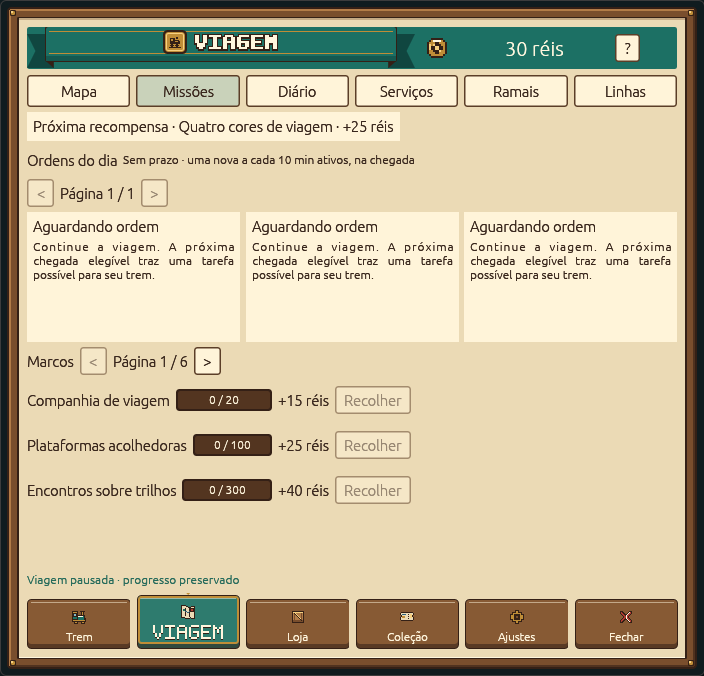 VIAGEM
30 réis
?
Mapa
Missões
Diário
Serviços
Ramais
Linhas
Próxima recompensa · Quatro cores de viagem · +25 réis
Ordens do dia Sem prazo · uma nova a cada 10 min ativos, na chegada
< Página 1 / 1 >
Aguardando ordem
Continue a viagem. A próxima
chegada elegível traz uma tarefa
possível para seu trem.
Aguardando ordem
Continue a viagem. A próxima
chegada elegível traz uma tarefa
possível para seu trem.
Aguardando ordem
Continue a viagem. A próxima
chegada elegível traz uma tarefa
possível para seu trem.
Marcos < Página 1 / 6 >
Companhia de viagem 0 / 20 +15 réis Recolher
Plataformas acolhedoras 0 / 100 +25 réis Recolher
Encontros sobre trilhos 0 / 300 +40 réis Recolher
Viagem pausada · progresso preservado
Trem
VIAGEM
Loja
Coleção
Ajustes
Fechar